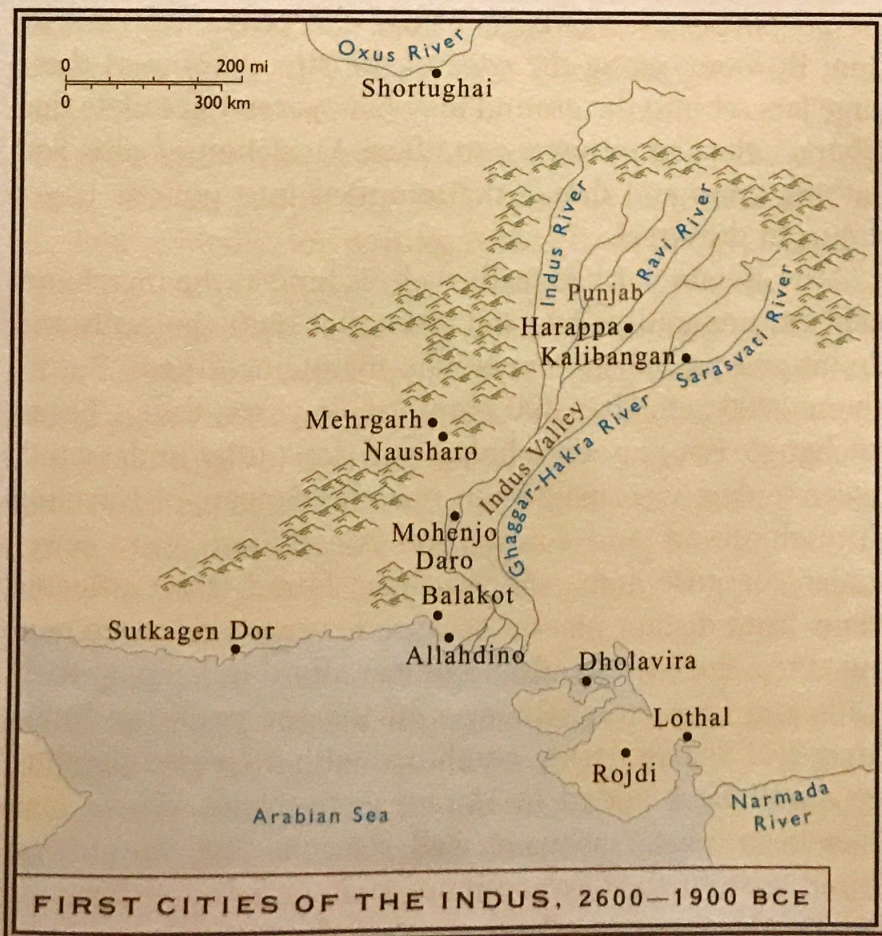 Oxus River
0 200 mi
0 300 km
Shortughai
Indus River
Ravi River
Punjab
Harappa
Kalibangan
Sarasvati River
Mehrgarh
Nausharo
Indus Valley
Ghaggar-Hakra River
Mohenjo
Daro
Balakot
Sutkagen Dor
Allahdino
Dholavira
Lothal
Rojdi
Narmada
River
Arabian Sea
FIRST CITIES OF THE INDUS, 2600—1900 BCE